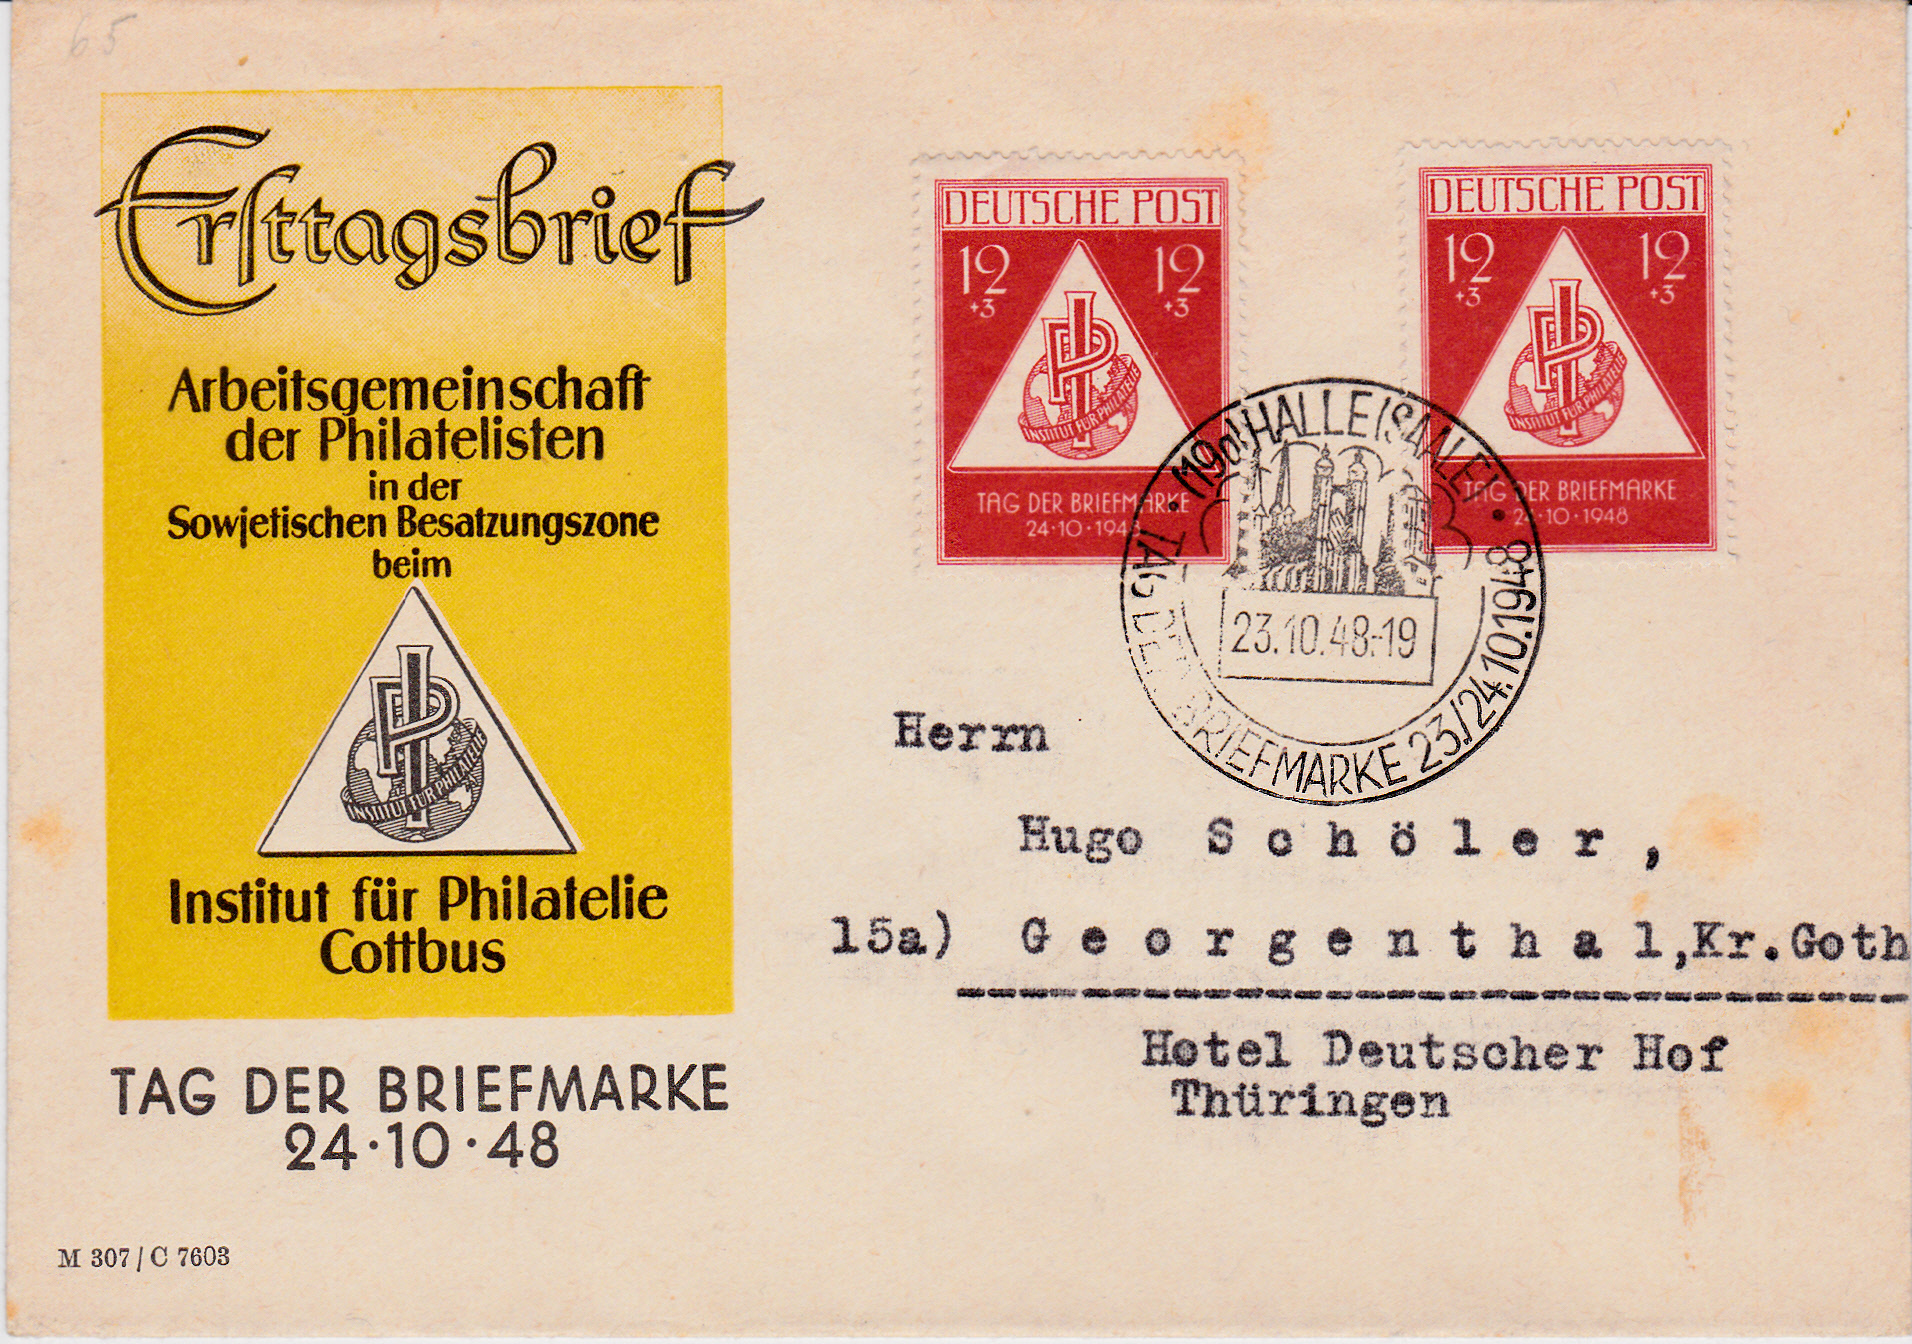 65
Ersttagsbrief
Arbeitsgemeinschaft
der Philatelisten
in der
Sowjetischen Besatzungszone
beim
IP
INSTITUT FÜR PHILATELIE
Institut für Philatelie
Cottbus
TAG DER BRIEFMARKE
24·10·48
M 307 / C 7603
DEUTSCHE POST
12 12
+3 +3
IP
INSTITUT FÜR PHILATELIE
TAG DER BRIEFMARKE
24·10·1948
DEUTSCHE POST
12 12
+3 +3
IP
INSTITUT FÜR PHILATELIE
TAG DER BRIEFMARKE
24·10·1948
(19a) HALLE (SAALE)
23.10.48.-19
· TAG DER BRIEFMARKE 23./24.10.1948 ·
Herrn
Hugo S c h ö l e r ,
15a) G e o r g e n t h a l,Kr.Goth
Hotel Deutscher Hof
Thüringen